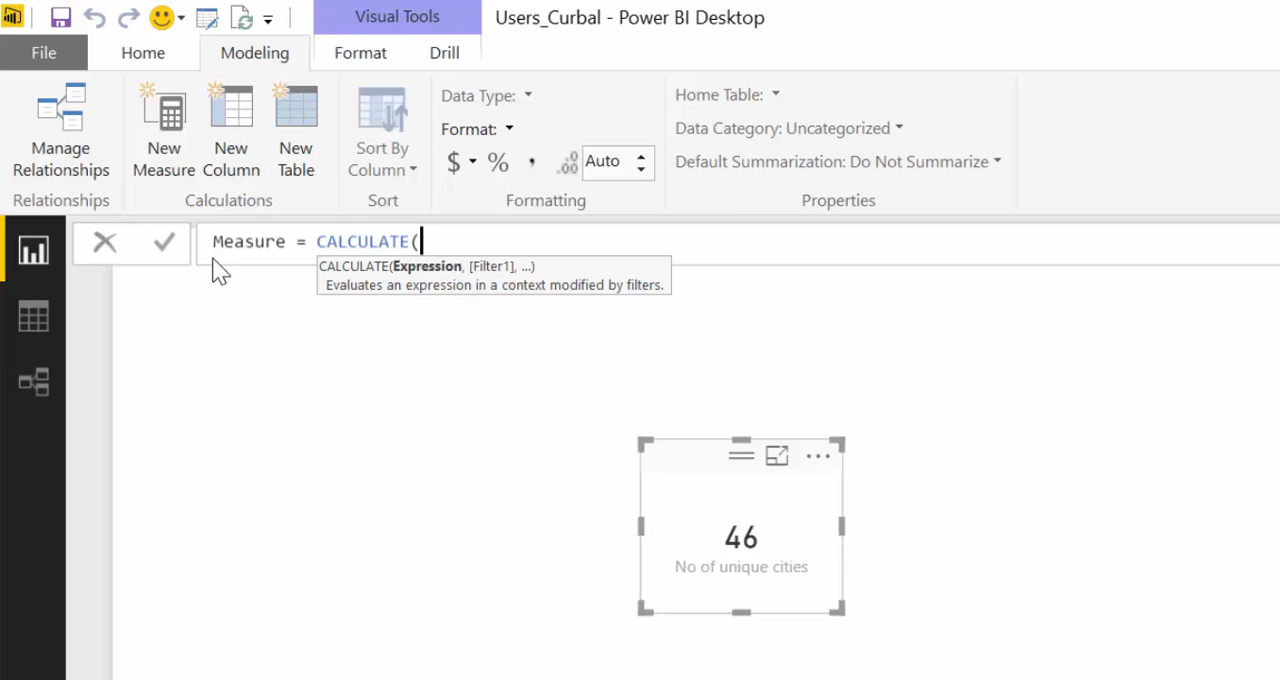 Visual Tools
Users_Curbal - Power BI Desktop
File
Home
Modeling
Format
Drill
Manage
Relationships
Relationships
New
Measure
New
Column
New
Table
Calculations
Sort By
Column
Sort
Data Type:
Format:
$ % , .0 .00 Auto
Formatting
Home Table:
Data Category: Uncategorized
Default Summarization: Do Not Summarize
Properties
Measure = CALCULATE(
CALCULATE(Expression, [Filter1], ...)
Evaluates an expression in a context modified by filters.
46
No of unique cities